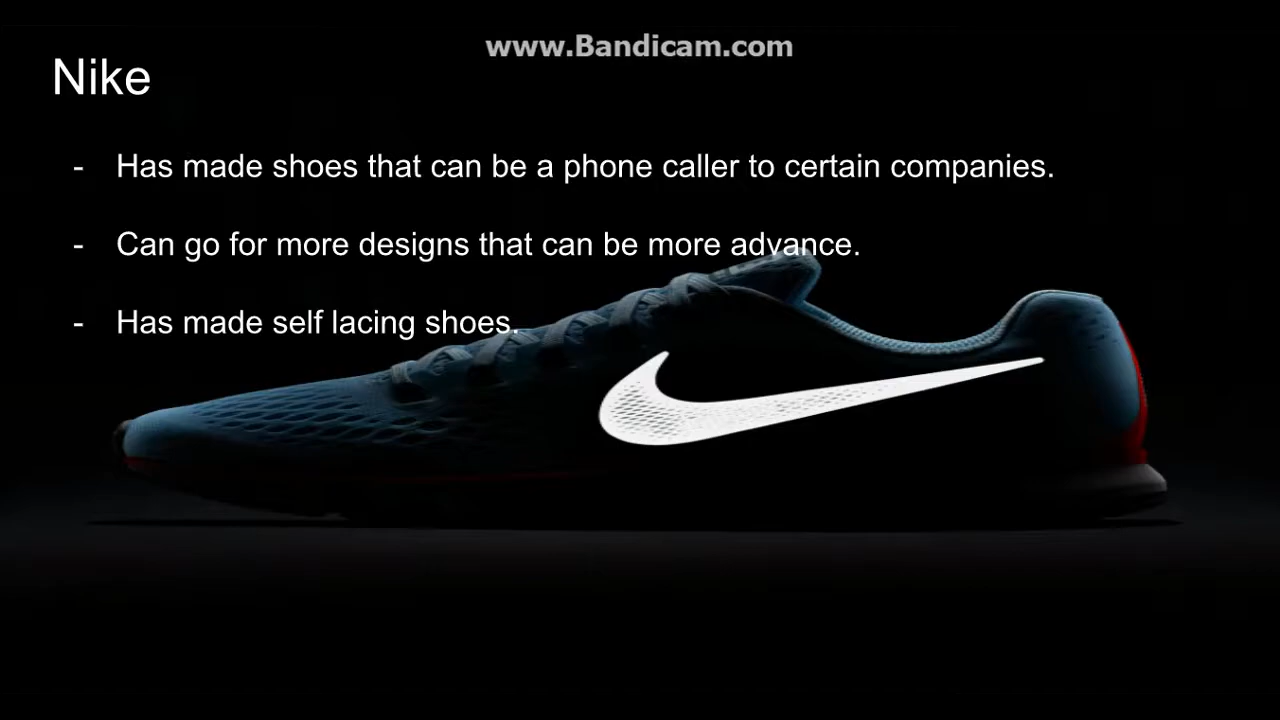 www.Bandicam.com
Nike
- Has made shoes that can be a phone caller to certain companies.
- Can go for more designs that can be more advance.
- Has made self lacing shoes.